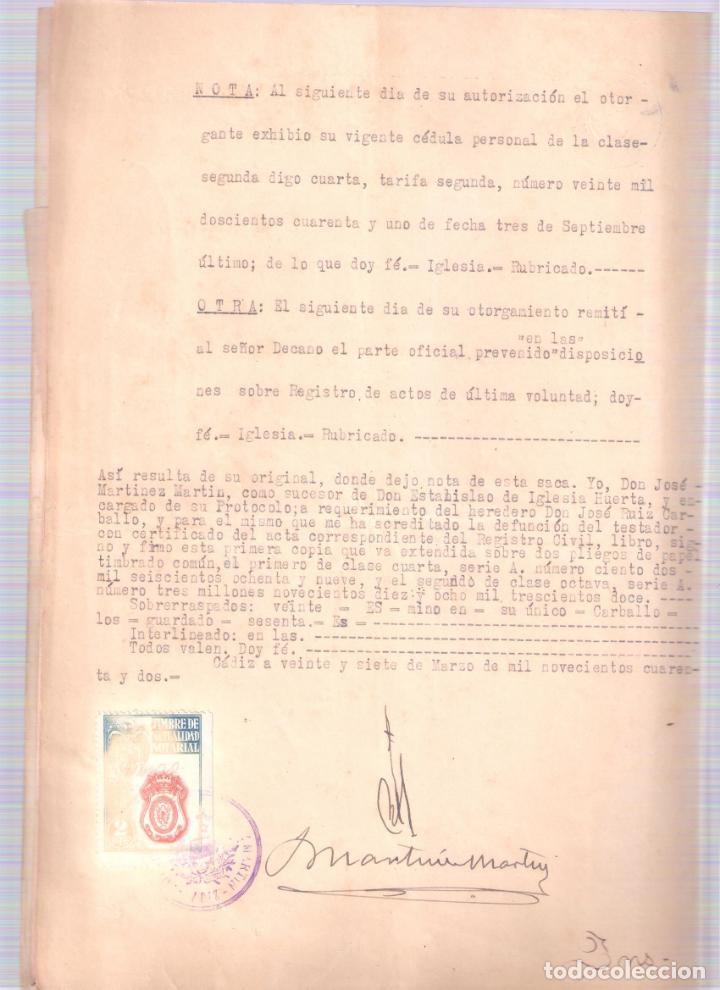 NOTA: Al siguiente dia de su autorización el otor -
gante exhibio su vigente cédula personal de la clase-
segunda digo cuarta, tarifa segunda, número veinte mil
doscientos cuarenta y uno de fecha tres de Septiembre
último; de lo que doy fé.= Iglesia.= Rubricado.------
OTRA: El siguiente dia de su otorgamiento remití -
"en las"
al señor Decano el parte oficial prevenido"disposicio
nes sobre Registro de actos de última voluntad; doy-
fé.= Iglesia.= Rubricado. -------------------------
Así resulta de su original, donde dejo nota de esta saca. Yo, Don José -
Martinez Martin, como sucesor de Don Estanislao de Iglesia Huerta, y en-
cargado de su Protocolo;a requerimiento del heredero Don José Ruiz Car-
ballo, y para el mismo que me ha acreditado la defunción del testador -
con certificado del acta correspondiente del Registro Civil, libro, sig-
no y firmo esta primera copia que va extendida sobre dos pliegos de papel
timbrado común,el primero de clase cuarta, serie A. número ciento dos-
mil seiscientos ochenta y nueve, y el segundo de clase octava, serie A.
número tres millones novecientos diez y ocho mil trescientos doce. ----
Sobrerraspados: veinte = ES = mino en = su único = Carballo =
los = guardado = sesenta.= Es = -----------------------------------
Interlineado: en las. -------------------------------------------
Todos valen. Doy fé. --------------------------------------------
Cádiz a veinte y siete de Marzo de mil novecientos cuaren-
ta y dos.=
TIMBRE DE
ACTUALIDAD
NOTARIAL
2
MARTIN
Martinez Martin
todocoleccion.net